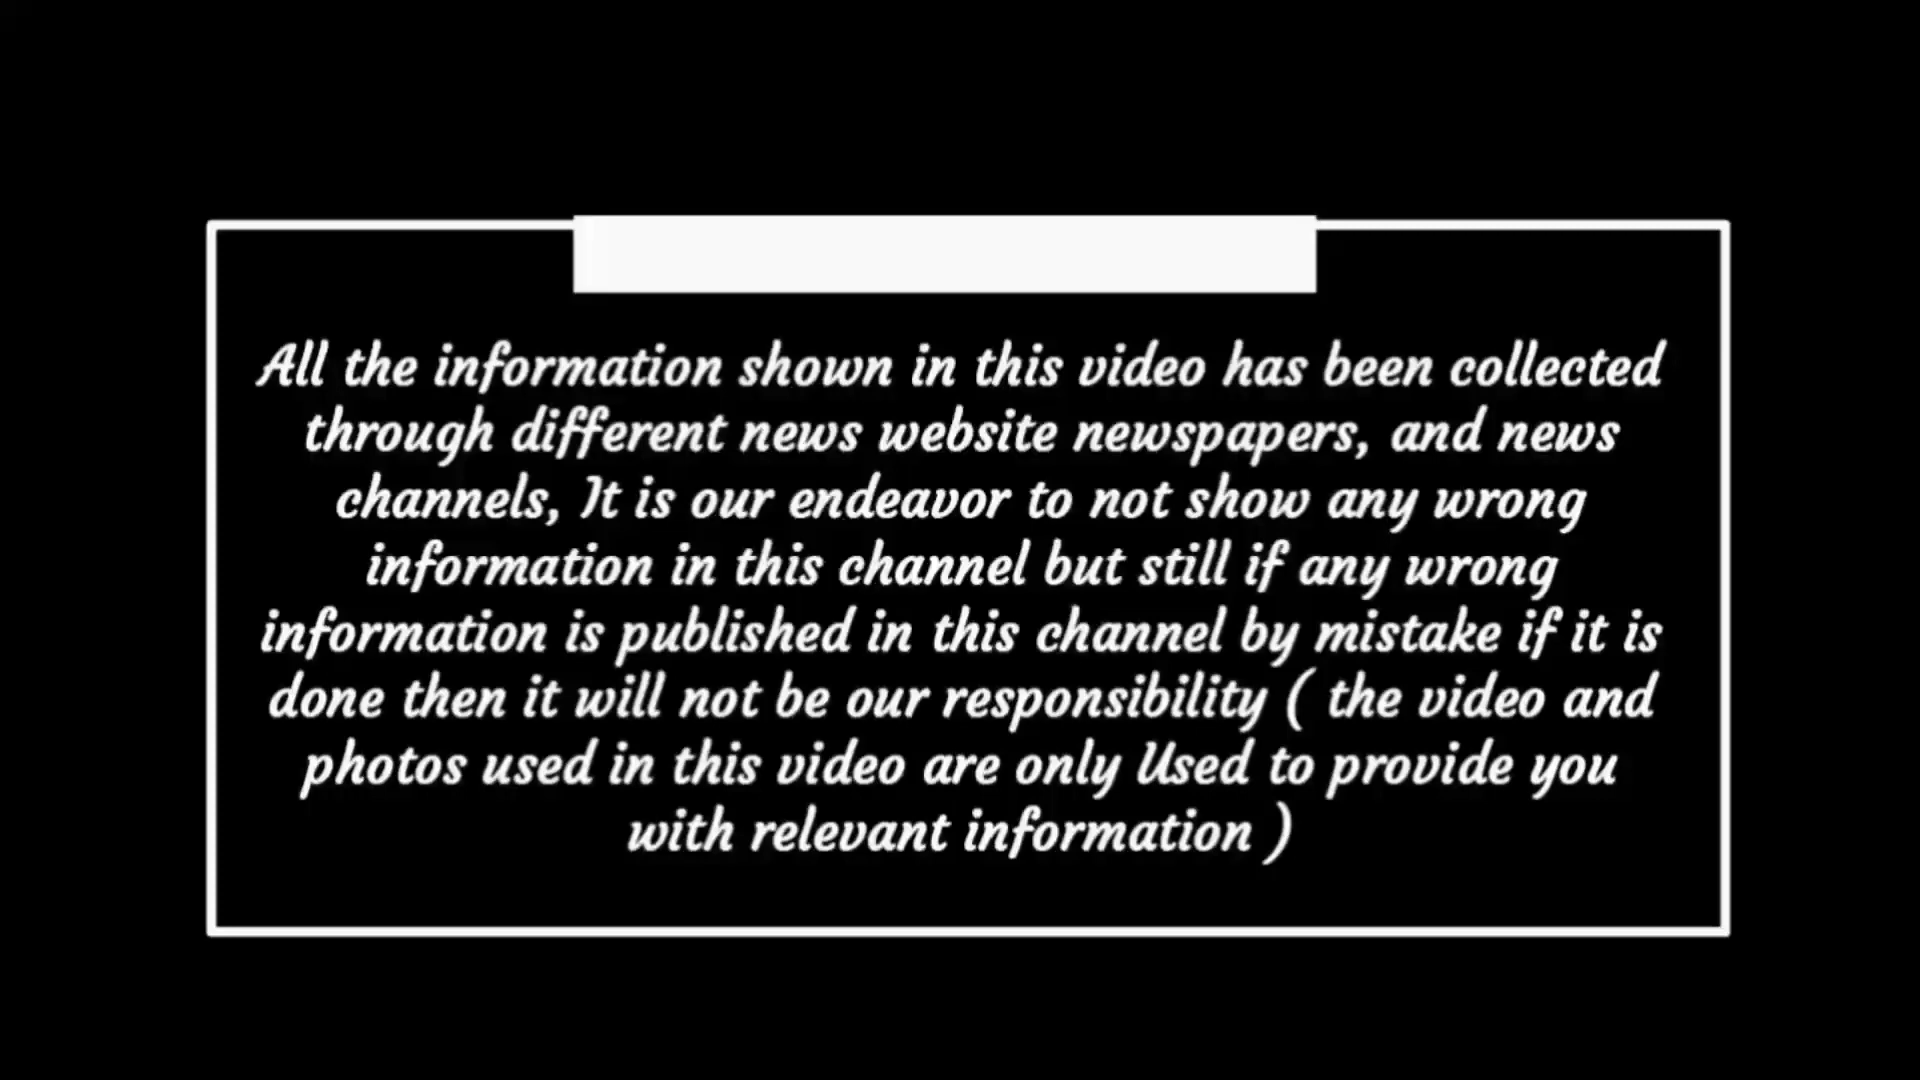 All the information shown in this video has been collected
through different news website newspapers, and news
channels, It is our endeavor to not show any wrong
information in this channel but still if any wrong
information is published in this channel by mistake if it is
done then it will not be our responsibility ( the video and
photos used in this video are only Used to provide you
with relevant information )